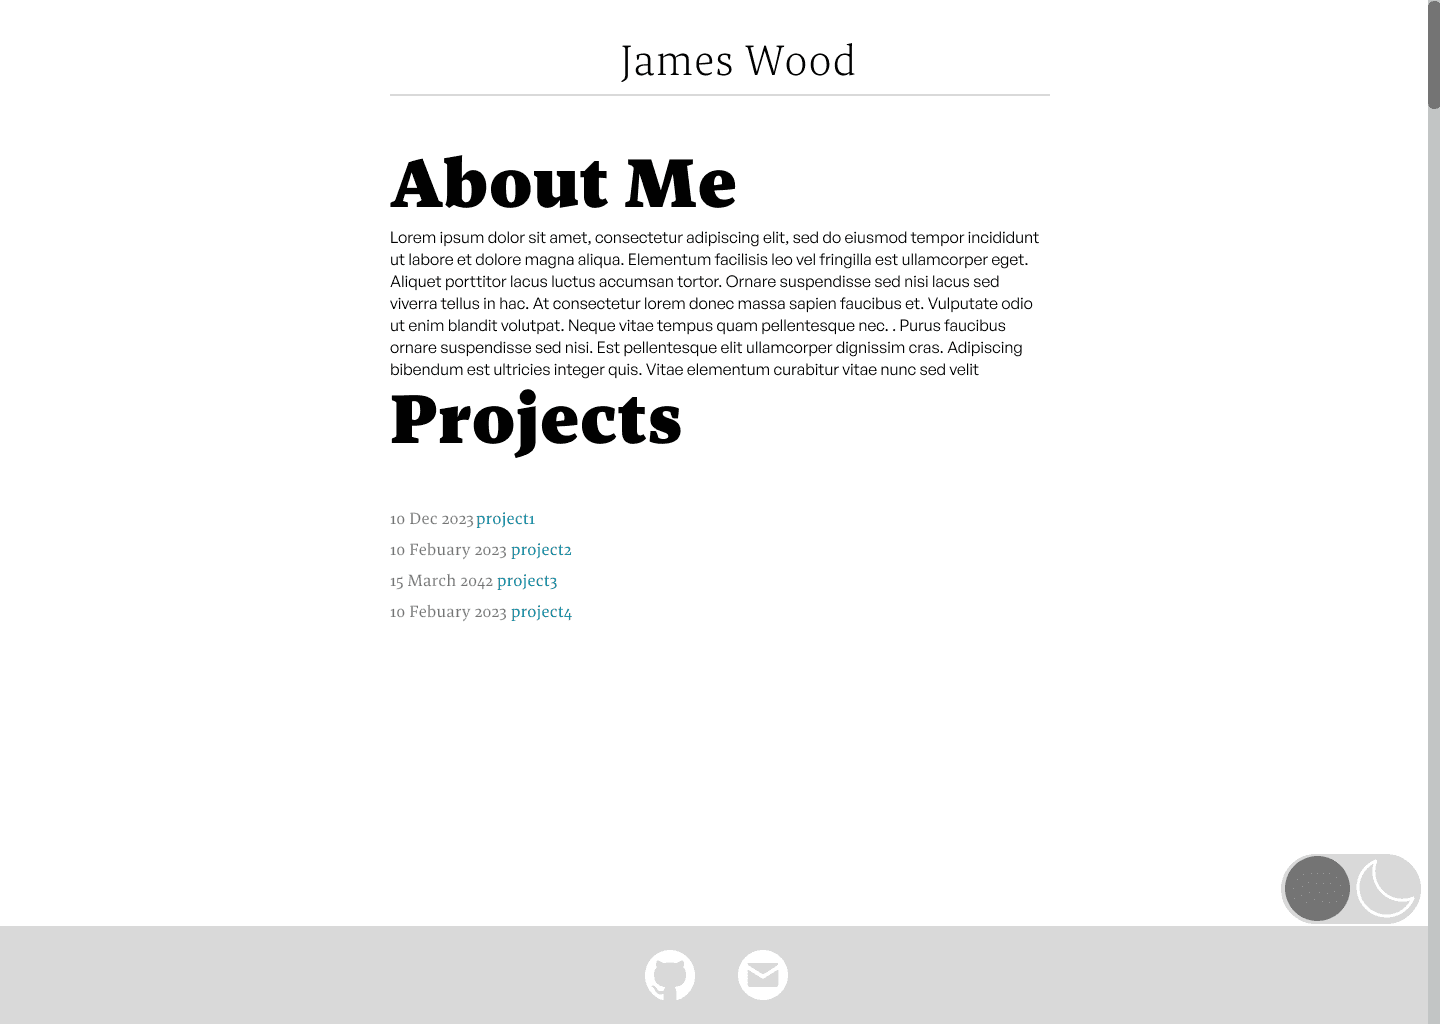 James Wood
About Me
Lorem ipsum dolor sit amet, consectetur adipiscing elit, sed do eiusmod tempor incididunt
ut labore et dolore magna aliqua. Elementum facilisis leo vel fringilla est ullamcorper eget.
Aliquet porttitor lacus luctus accumsan tortor. Ornare suspendisse sed nisi lacus sed
viverra tellus in hac. At consectetur lorem donec massa sapien faucibus et. Vulputate odio
ut enim blandit volutpat. Neque vitae tempus quam pellentesque nec. . Purus faucibus
ornare suspendisse sed nisi. Est pellentesque elit ullamcorper dignissim cras. Adipiscing
bibendum est ultricies integer quis. Vitae elementum curabitur vitae nunc sed velit
Projects
10 Dec 2023 project1
10 Febuary 2023 project2
15 March 2042 project3
10 Febuary 2023 project4